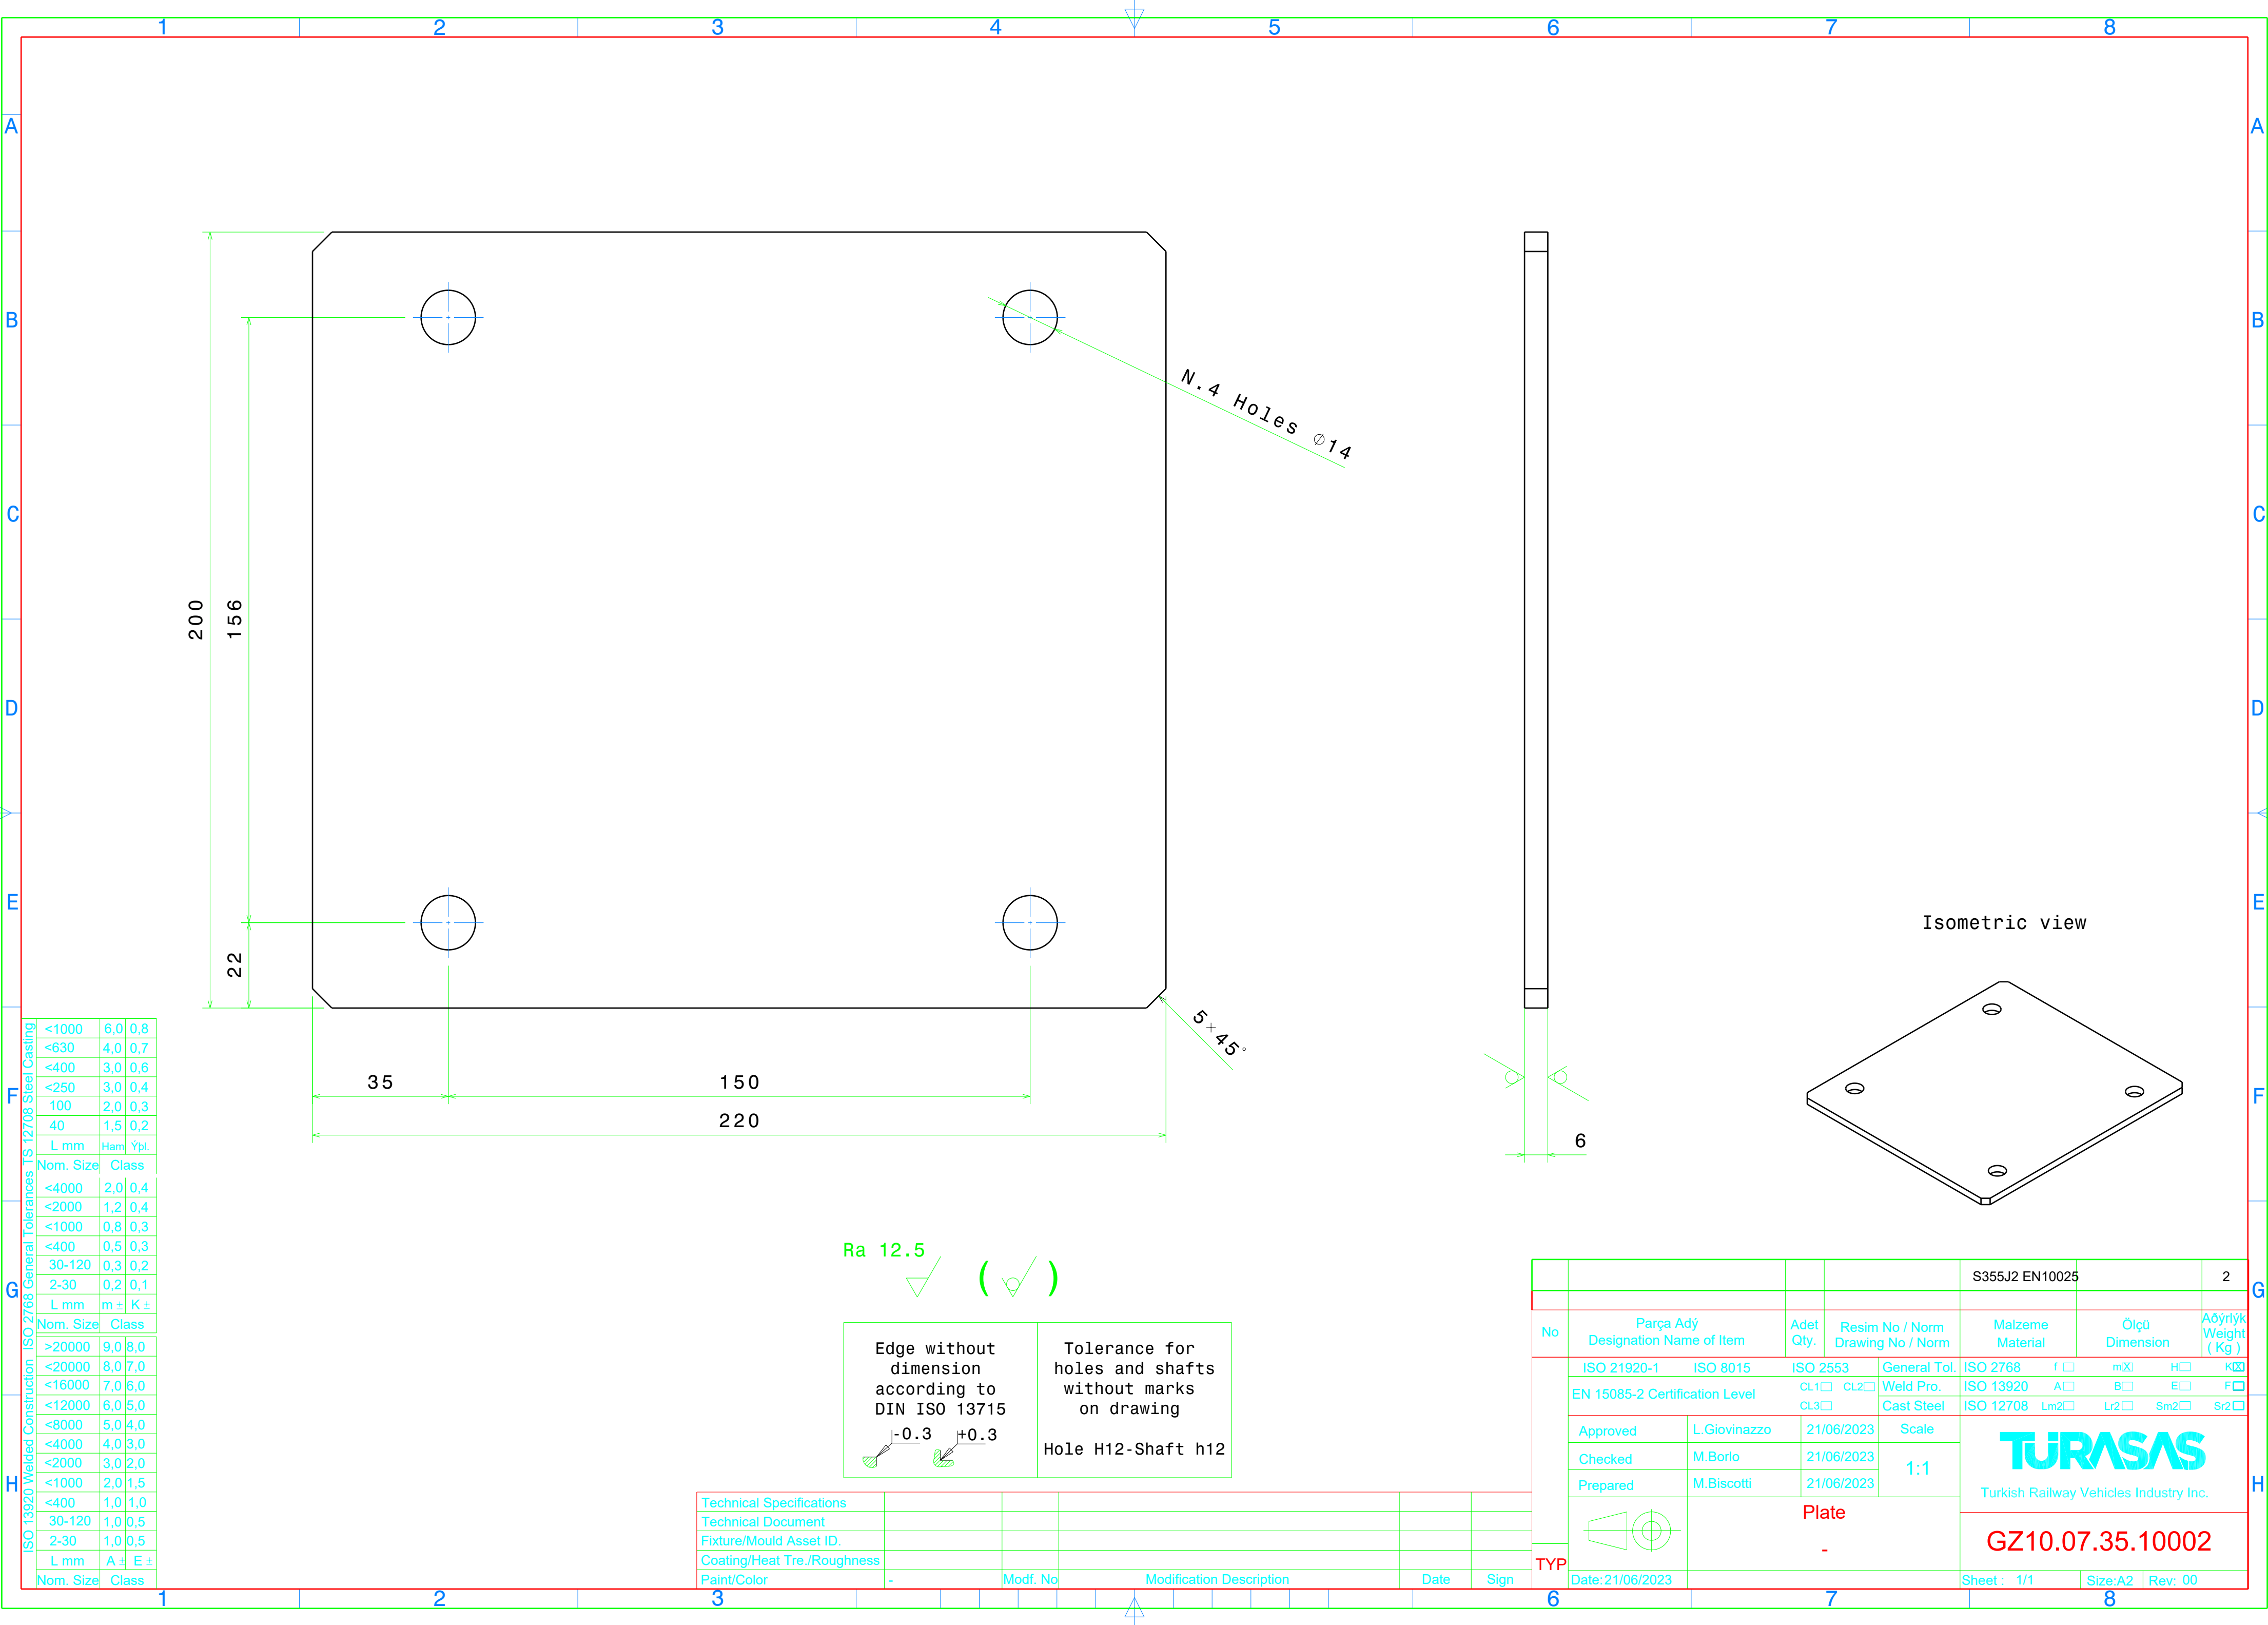 1 2 3 4 5 6 7 8
A A
B B
C C
D D
E E
F F
G G
H H
N.4 Holes ∅14
200
156
22
35
150
220
5×45°
6
Isometric view
Ra 12.5
( )
Edge without
dimension
according to
DIN ISO 13715
-0.3 +0.3
Tolerance for
holes and shafts
without marks
on drawing
Hole H12-Shaft h12
ISO 13920 Welded Construction ISO 2768 General Tolerances TS 12708 Steel Casting
<1000 6,0 0,8
<630 4,0 0,7
<400 3,0 0,6
<250 3,0 0,4
100 2,0 0,3
40 1,5 0,2
L mm Ham Ýþl.
Nom. Size Class
<4000 2,0 0,4
<2000 1,2 0,4
<1000 0,8 0,3
<400 0,5 0,3
30-120 0,3 0,2
2-30 0,2 0,1
L mm m ± K ±
Nom. Size Class
>20000 9,0 8,0
<20000 8,0 7,0
<16000 7,0 6,0
<12000 6,0 5,0
<8000 5,0 4,0
<4000 4,0 3,0
<2000 3,0 2,0
<1000 2,0 1,5
<400 1,0 1,0
30-120 1,0 0,5
2-30 1,0 0,5
L mm A ± E ±
Nom. Size Class
Technical Specifications
Technical Document
Fixture/Mould Asset ID.
Coating/Heat Tre./Roughness
Paint/Color - Modf. No Modification Description Date Sign
S355J2 EN10025 2
No
Parça Adý
Designation Name of Item
Adet
Qty.
Resim No / Norm
Drawing No / Norm
Malzeme
Material
Ölçü
Dimension
Aðýrlýk
Weight
( Kg )
ISO 21920-1 ISO 8015 ISO 2553 General Tol. ISO 2768 f m H K
EN 15085-2 Certification Level CL1 CL2 Weld Pro. ISO 13920 A B E F
CL3 Cast Steel ISO 12708 Lm2 Lr2 Sm2 Sr2
Approved L.Giovinazzo 21/06/2023 Scale
Checked M.Borlo 21/06/2023 1:1
Prepared M.Biscotti 21/06/2023
TÜRASAS
Turkish Railway Vehicles Industry Inc.
Plate
-
GZ10.07.35.10002
TYP
Date: 21/06/2023
Sheet : 1/1 Size:A2 Rev: 00
1 2 3 6 7 8